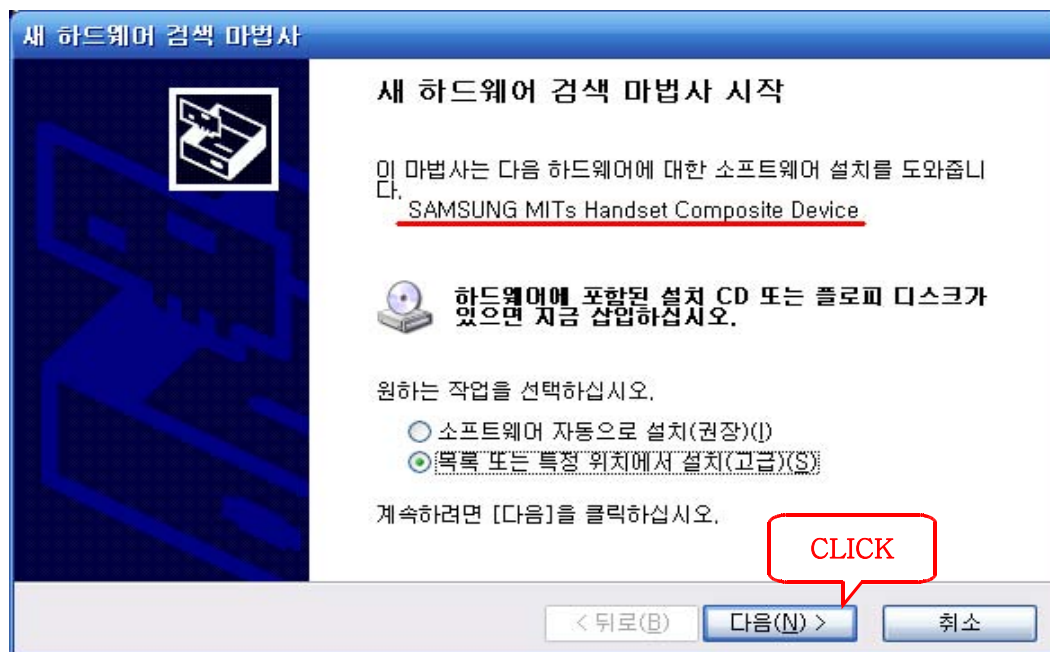 새 하드웨어 검색 마법사
새 하드웨어 검색 마법사 시작
이 마법사는 다음 하드웨어에 대한 소프트웨어 설치를 도와줍니
다.
SAMSUNG MITs Handset Composite Device
하드웨어에 포함된 설치 CD 또는 플로피 디스크가
있으면 지금 삽입하십시오.
원하는 작업을 선택하십시오.
소프트웨어 자동으로 설치(권장)(I)
목록 또는 특정 위치에서 설치(고급)(S)
계속하려면 [다음]을 클릭하십시오.
CLICK
< 뒤로(B) 다음(N) > 취소